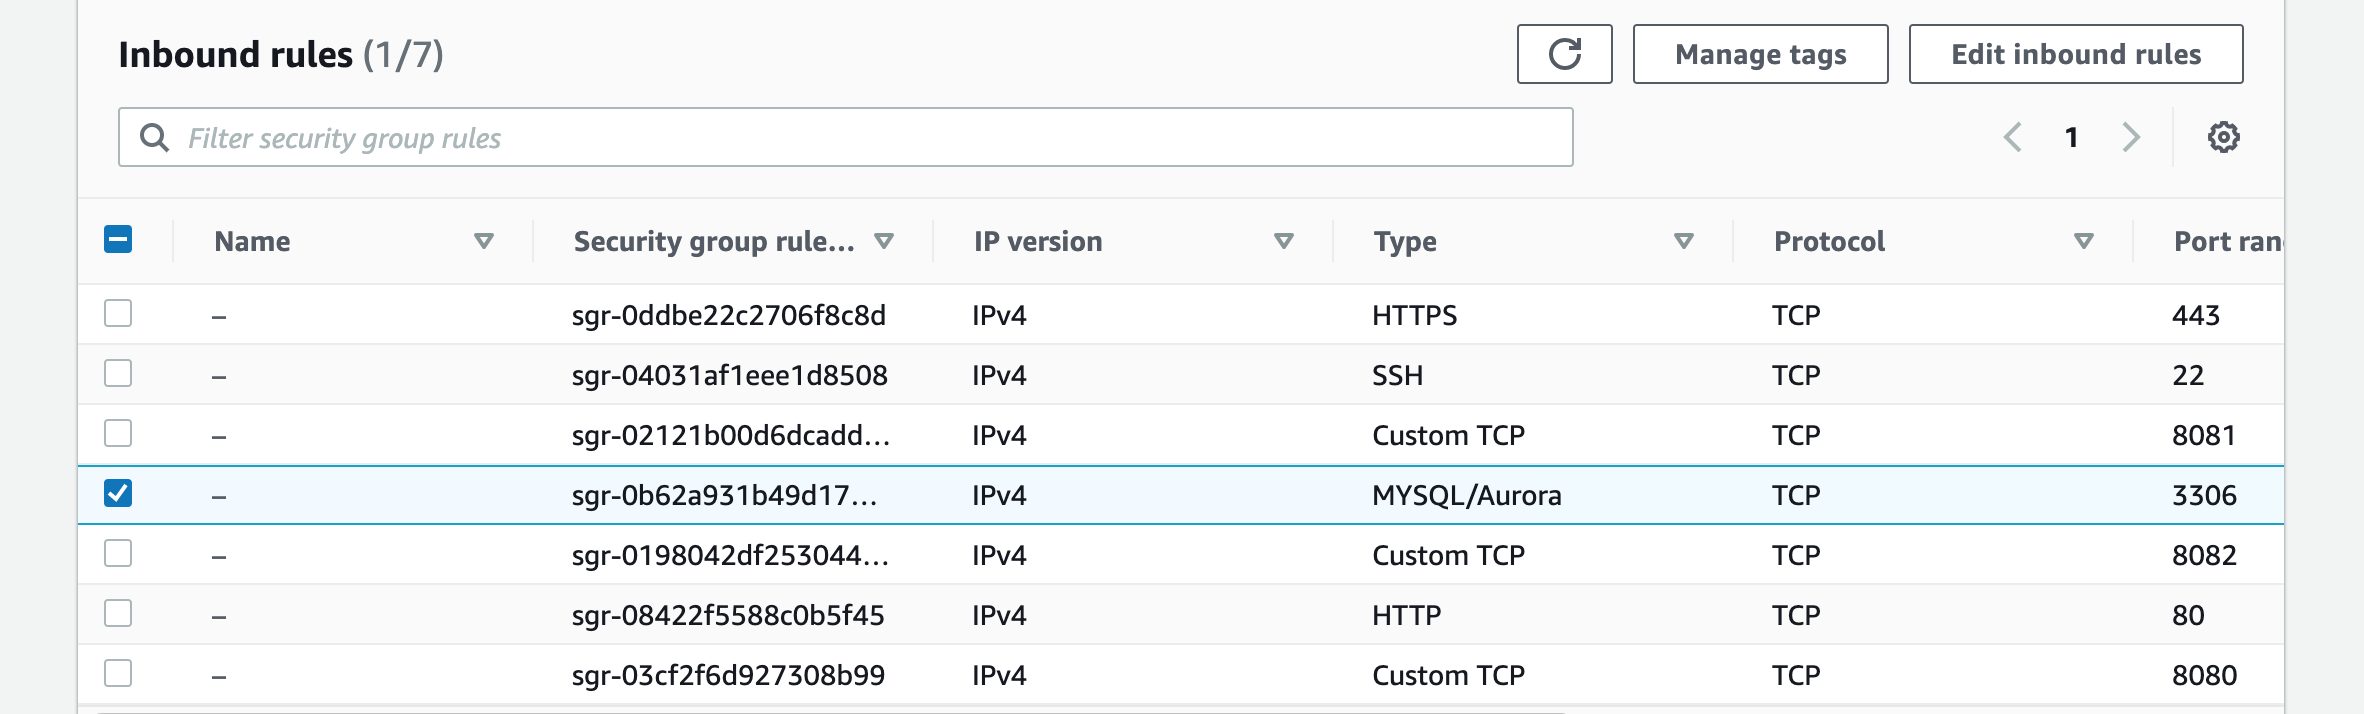 Inbound rules (1/7)
Manage tags
Edit inbound rules
Filter security group rules
1
Name Security group rule... IP version Type Protocol Port ran
– sgr-0ddbe22c2706f8c8d IPv4 HTTPS TCP 443
– sgr-04031af1eee1d8508 IPv4 SSH TCP 22
– sgr-02121b00d6dcadd... IPv4 Custom TCP TCP 8081
– sgr-0b62a931b49d17... IPv4 MYSQL/Aurora TCP 3306
– sgr-0198042df253044... IPv4 Custom TCP TCP 8082
– sgr-08422f5588c0b5f45 IPv4 HTTP TCP 80
– sgr-03cf2f6d927308b99 IPv4 Custom TCP TCP 8080